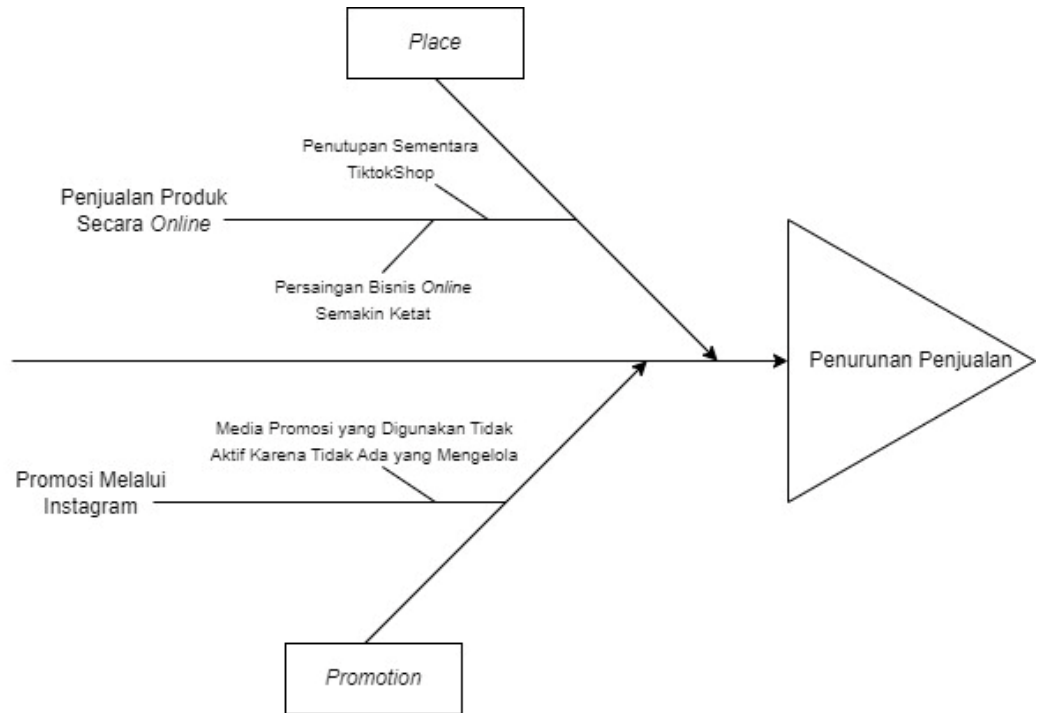 Place
Penutupan Sementara
TiktokShop
Penjualan Produk
Secara Online
Persaingan Bisnis Online
Semakin Ketat
Penurunan Penjualan
Media Promosi yang Digunakan Tidak
Aktif Karena Tidak Ada yang Mengelola
Promosi Melalui
Instagram
Promotion